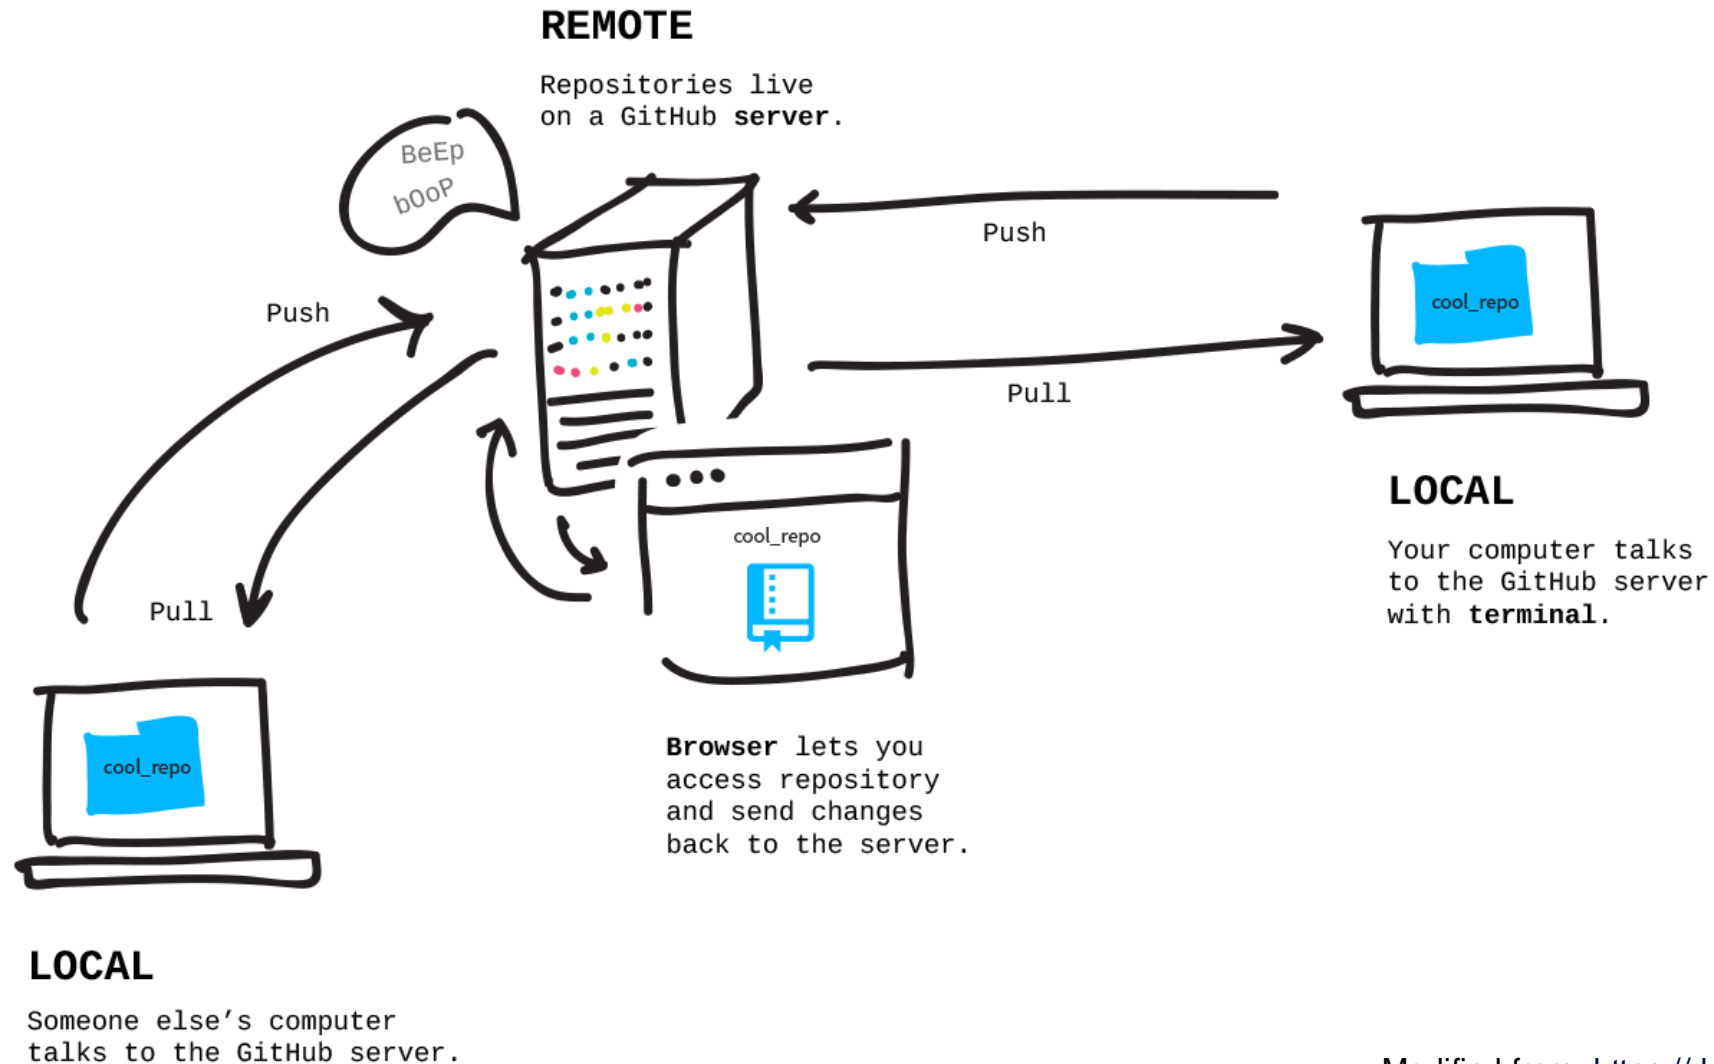 REMOTE
Repositories live
on a GitHub server.
BeEp
bOoP
Push
Pull
cool_repo
LOCAL
Your computer talks
to the GitHub server
with terminal.
Push
Pull
cool_repo
Browser lets you
access repository
and send changes
back to the server.
cool_repo
LOCAL
Someone else’s computer
talks to the GitHub server.